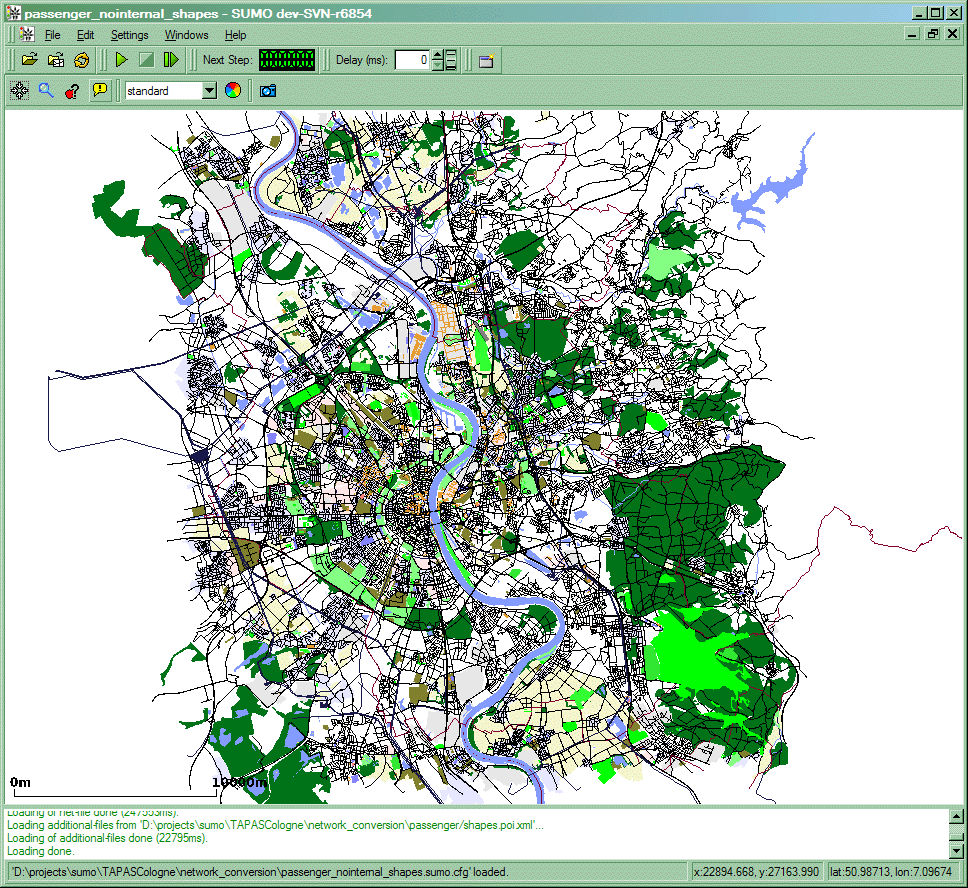 passenger_nointernal_shapes - SUMO dev-SVN-r6854
File Edit Settings Windows Help
Next Step: Delay (ms): 0
standard
0m 10000m
Loading of net-file done (247553ms).
Loading additional-files from 'D:\projects\sumo\TAPASCologne\network_conversion\passenger/shapes.poi.xml'...
Loading of additional-files done (22795ms).
Loading done.
'D:\projects\sumo\TAPASCologne\network_conversion\passenger_nointernal_shapes.sumo.cfg' loaded. x:22894.668, y:27163.990 lat:50.98713, lon:7.09674